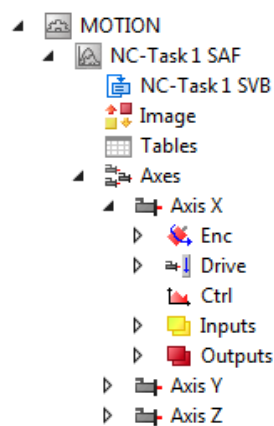 MOTION
NC-Task 1 SAF
NC-Task 1 SVB
Image
Tables
Axes
Axis X
Enc
Drive
Ctrl
Inputs
Outputs
Axis Y
Axis Z